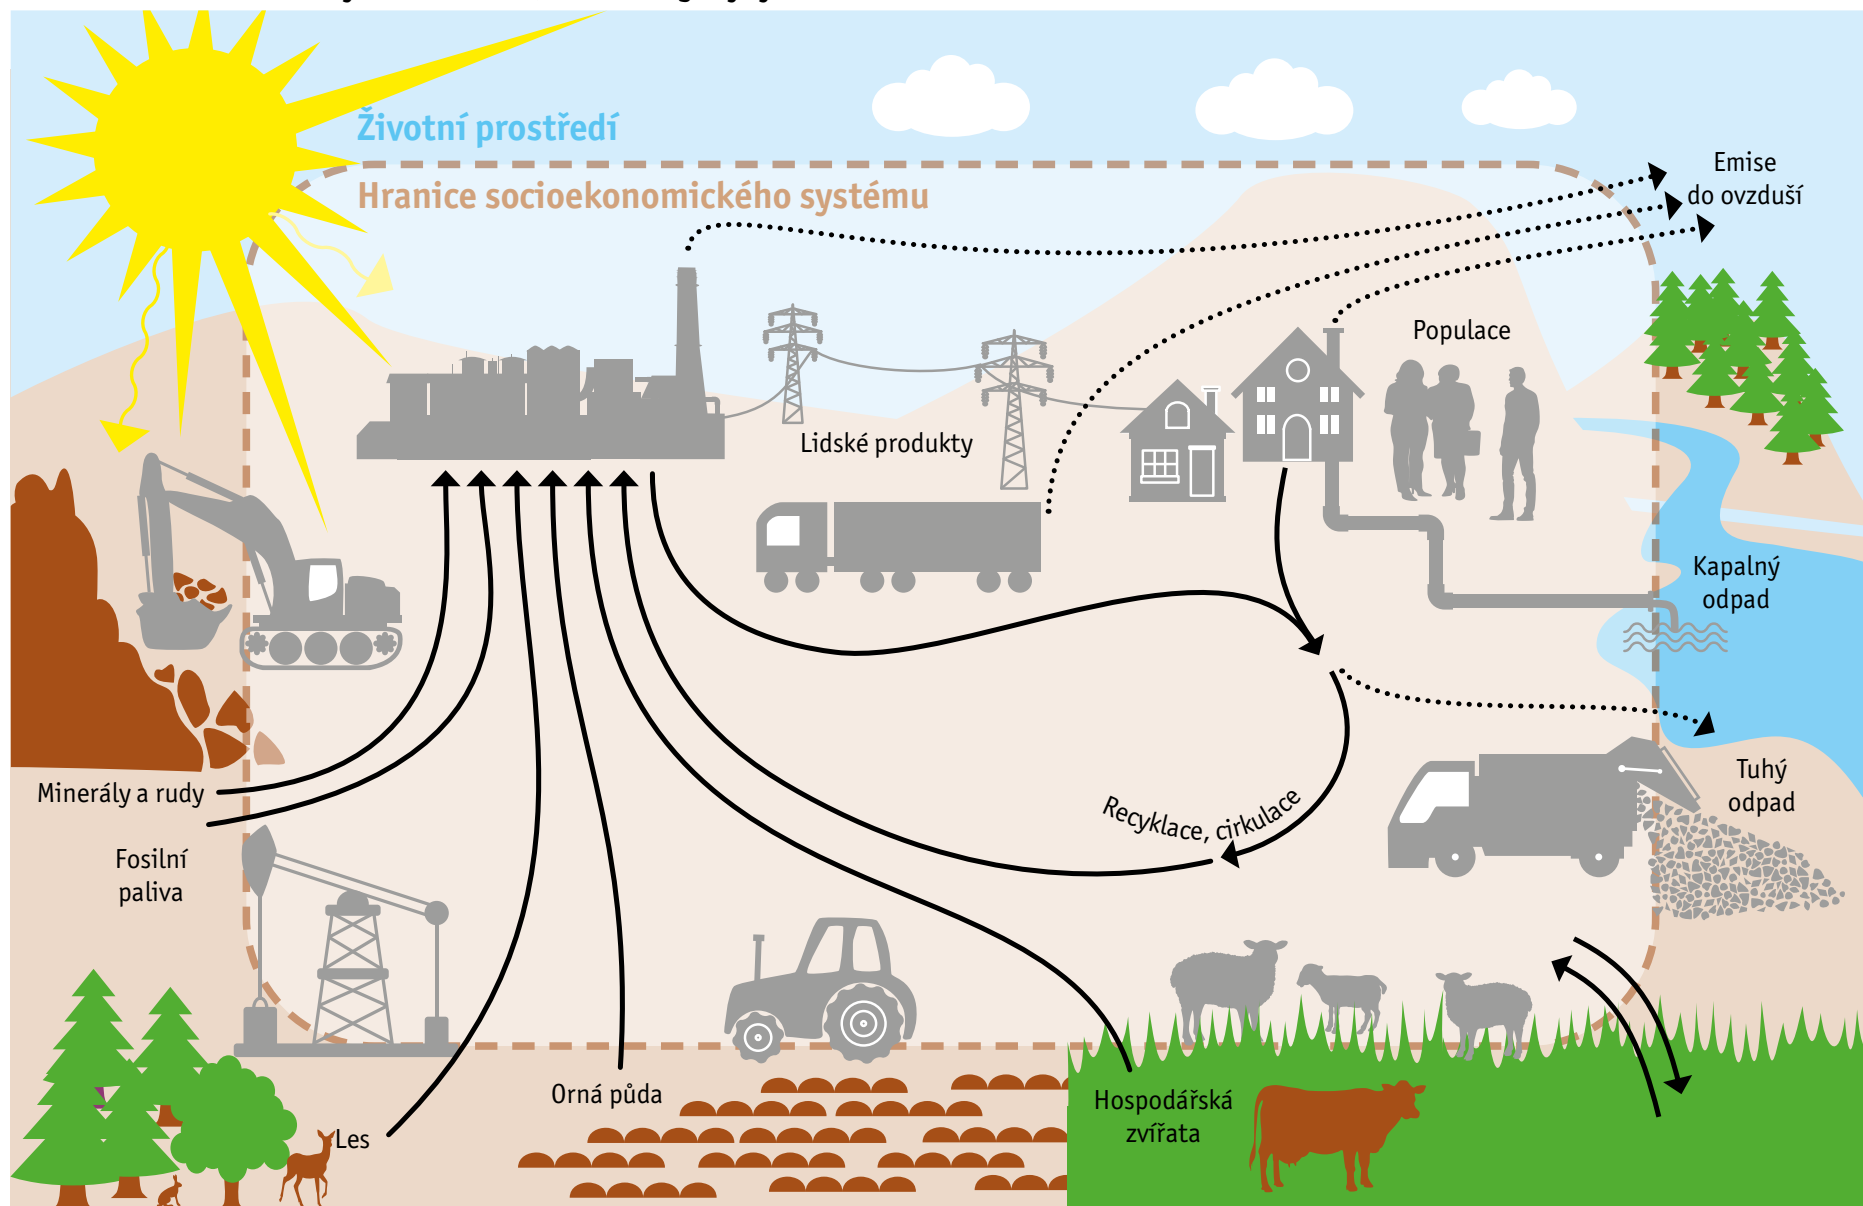 Životní prostředí
Hranice socioekonomického systému
Emise
do ovzduší
Populace
Lidské produkty
Kapalný
odpad
Tuhý
odpad
Minerály a rudy
Recyklace, cirkulace
Fosilní
paliva
Orná půda
Hospodářská
zvířata
Les